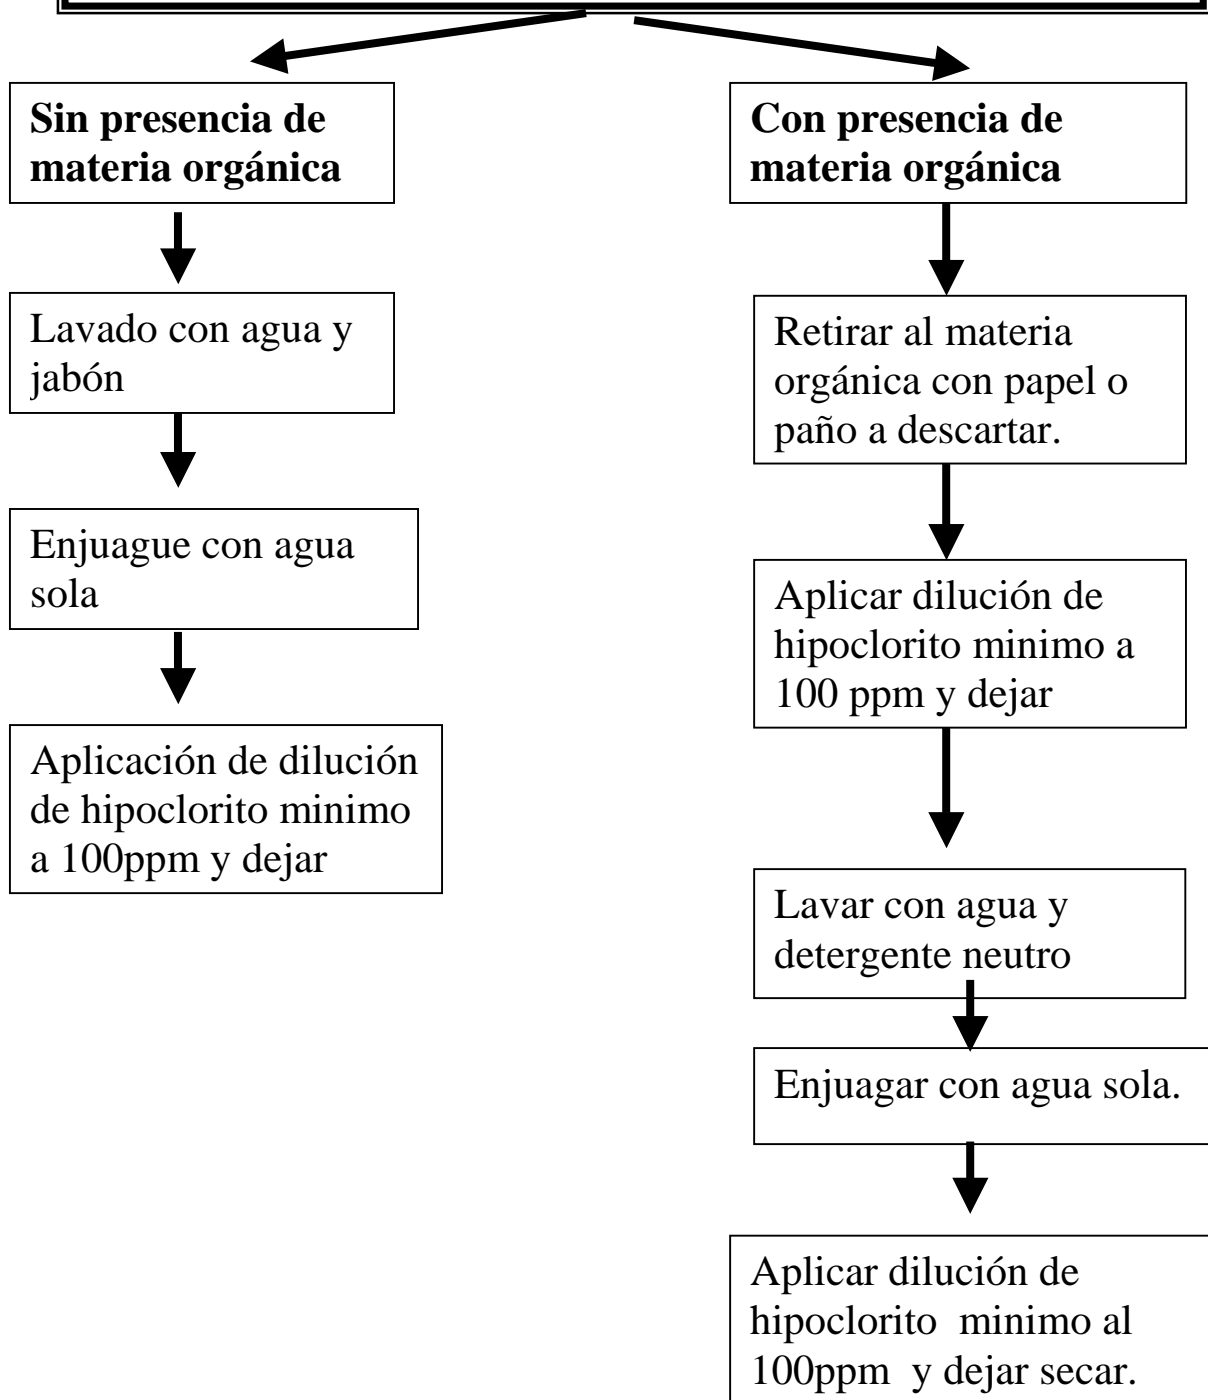 Sin presencia de
materia orgánica
Lavado con agua y
jabón
Enjuague con agua
sola
Aplicación de dilución
de hipoclorito minimo
a 100ppm y dejar
Con presencia de
materia orgánica
Retirar al materia
orgánica con papel o
paño a descartar.
Aplicar dilución de
hipoclorito minimo a
100 ppm y dejar
Lavar con agua y
detergente neutro
Enjuagar con agua sola.
Aplicar dilución de
hipoclorito  minimo al
100ppm  y dejar secar.